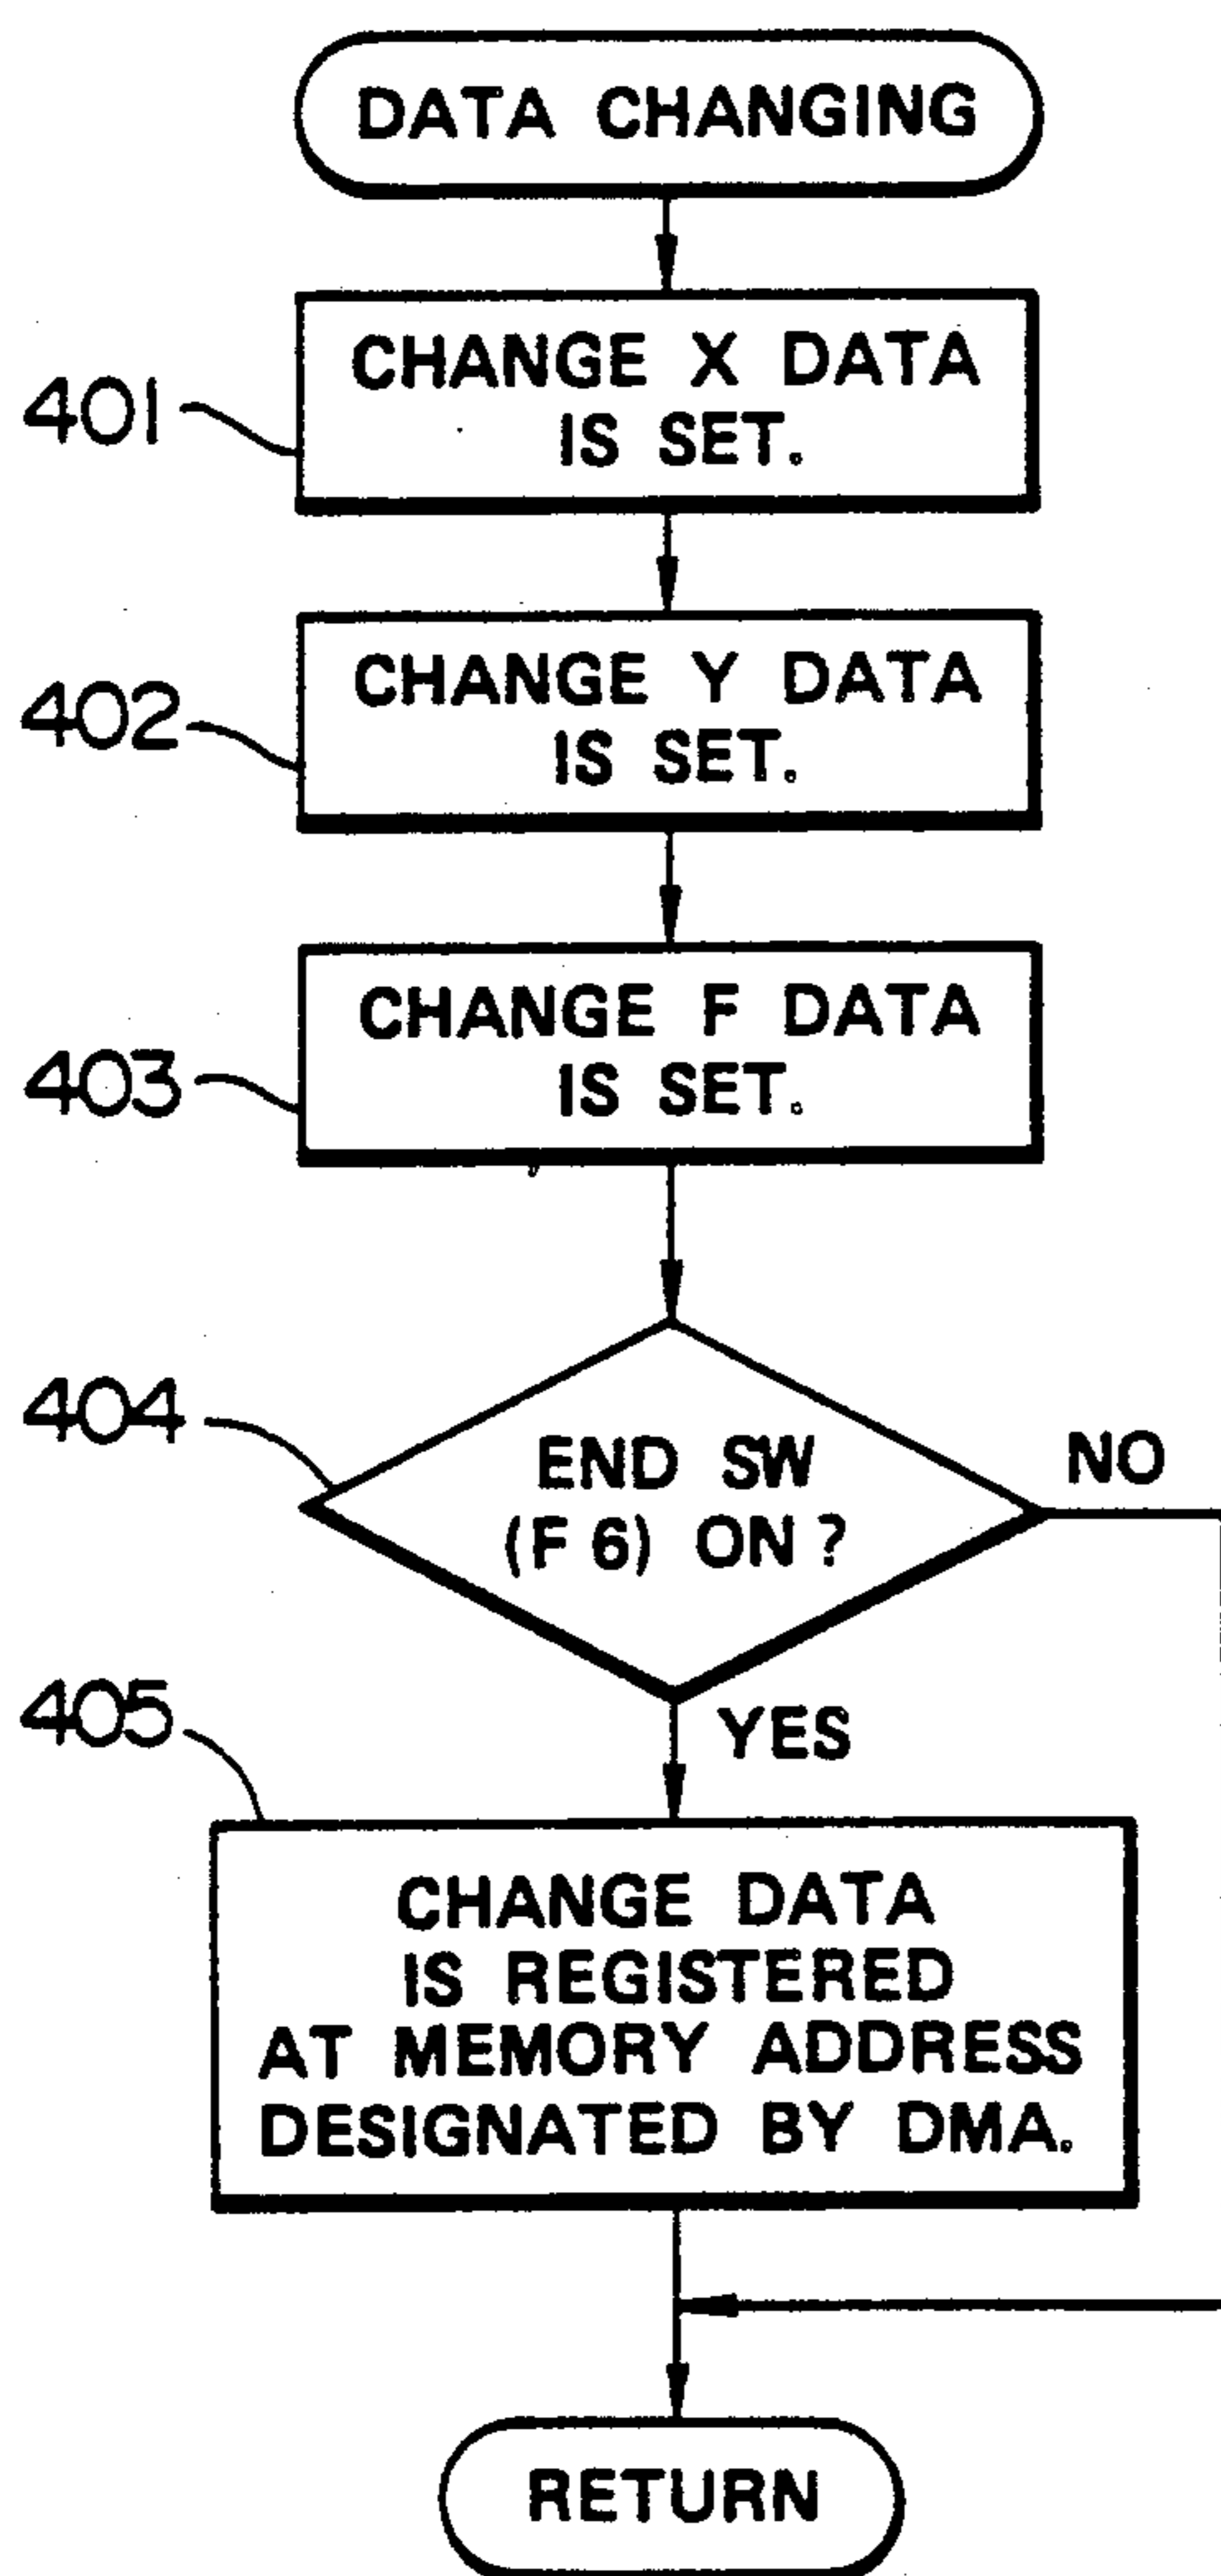 DATA CHANGING
401
CHANGE X DATA
IS SET.
402
CHANGE Y DATA
IS SET.
403
CHANGE F DATA
IS SET.
404
END SW
(F6) ON?
NO
YES
405
CHANGE DATA
IS REGISTERED
AT MEMORY ADDRESS
DESIGNATED BY DMA.
RETURN